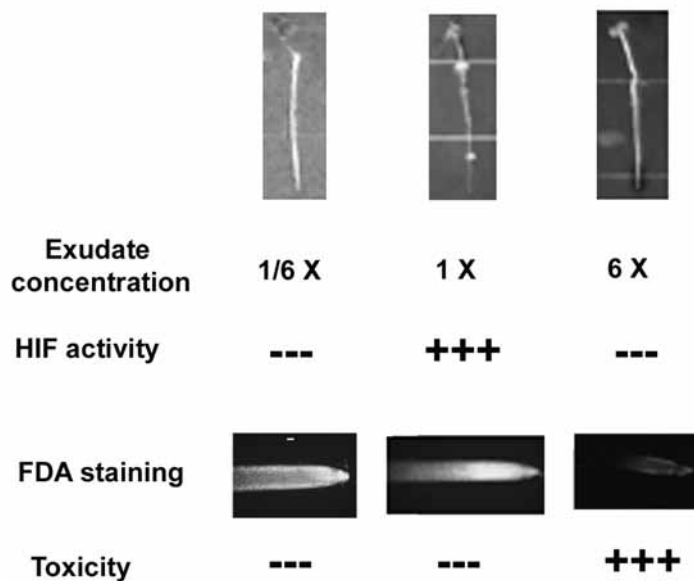 Exudate
concentration 1/6 X 1 X 6 X
HIF activity --- +++ ---
FDA staining
Toxicity --- --- +++